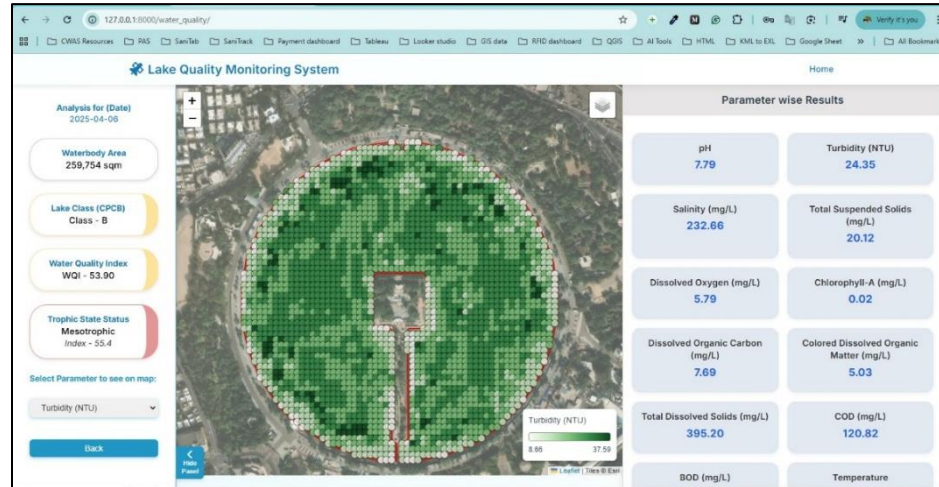 127.0.0.1:8000/water_quality/
Verify it's you
CWAS Resources
PAS
SaniTab
SaniTrack
Payment dashboard
Tableau
Looker studio
GIS data
RFID dashboard
QGIS
AI Tools
HTML
KML to EXL
Google Sheet
»
All Bookmark
Lake Quality Monitoring System
Home
Analysis for (Date)
2025-04-06
Waterbody Area
259,754 sqm
Lake Class (CPCB)
Class - B
Water Quality Index
WQI - 53.90
Trophic State Status
Mesotrophic
Index - 55.4
Select Parameter to see on map:
Turbidity (NTU)
Back
+
−
Hide
Panel
Turbidity (NTU)
8.66 37.59
Leaflet | Tiles © Esri
Parameter wise Results
pH
7.79
Turbidity (NTU)
24.35
Salinity (mg/L)
232.66
Total Suspended Solids
(mg/L)
20.12
Dissolved Oxygen (mg/L)
5.79
Chlorophyll-A (mg/L)
0.02
Dissolved Organic Carbon
(mg/L)
7.69
Colored Dissolved Organic
Matter (mg/L)
5.03
Total Dissolved Solids (mg/L)
395.20
COD (mg/L)
120.82
BOD (mg/L)
Temperature